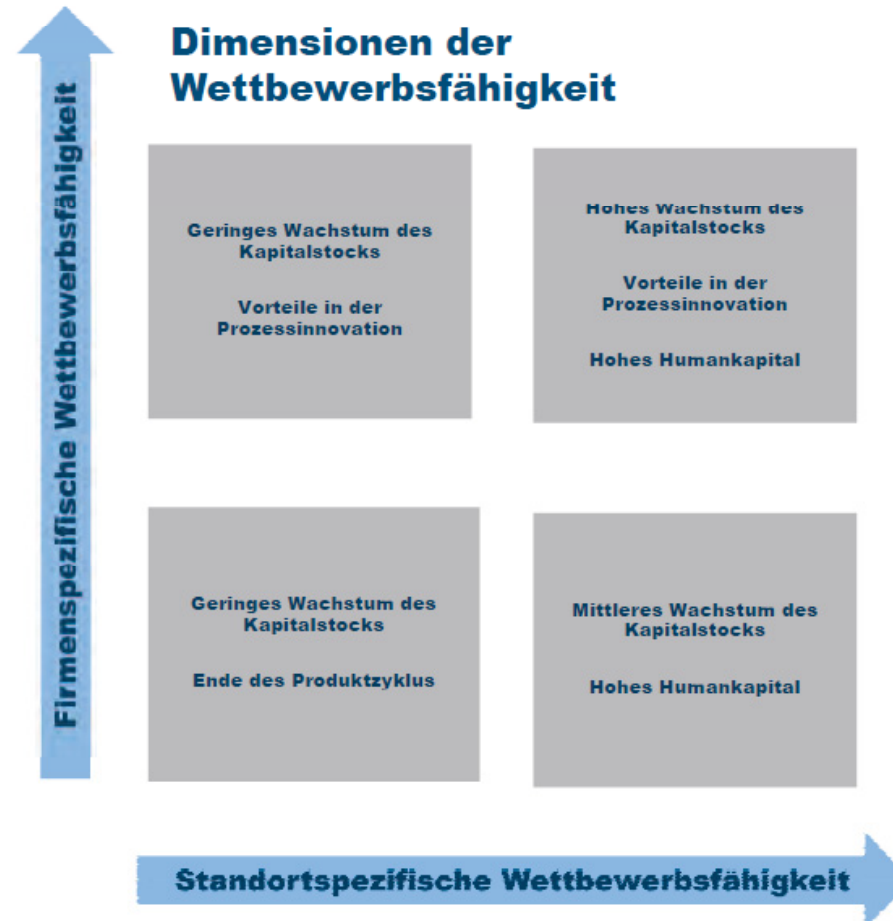 Dimensionen der
Wettbewerbsfähigkeit
Firmenspezifische Wettbewerbsfähigkeit
Geringes Wachstum des
Kapitalstocks
Vorteile in der
Prozessinnovation
Hohes Wachstum des
Kapitalstocks
Vorteile in der
Prozessinnovation
Hohes Humankapital
Geringes Wachstum des
Kapitalstocks
Ende des Produktzyklus
Mittleres Wachstum des
Kapitalstocks
Hohes Humankapital
Standortspezifische Wettbewerbsfähigkeit